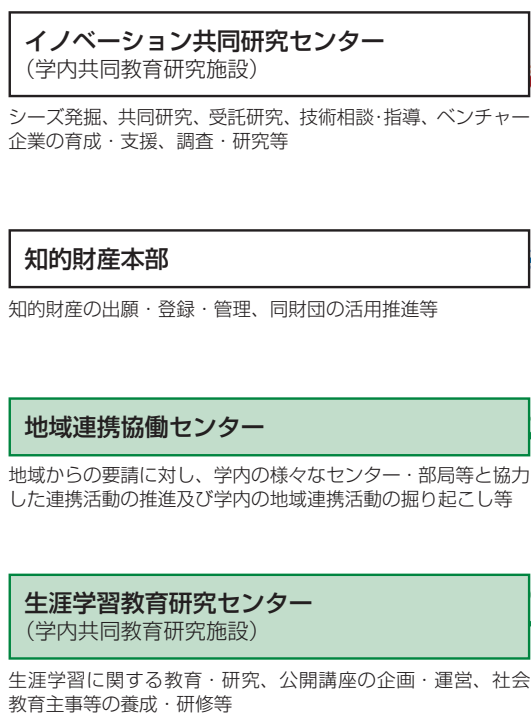 イノベーション共同研究センター
（学内共同教育研究施設）
シーズ発掘、共同研究、受託研究、技術相談・指導、ベンチャー
企業の育成・支援、調査・研究等
知的財産本部
知的財産の出願・登録・管理、同財団の活用推進等
地域連携協働センター
地域からの要請に対し、学内の様々なセンター・部局等と協力
した連携活動の推進及び学内の地域連携活動の掘り起こし等
生涯学習教育研究センター
（学内共同教育研究施設）
生涯学習に関する教育・研究、公開講座の企画・運営、社会
教育主事等の養成・研修等